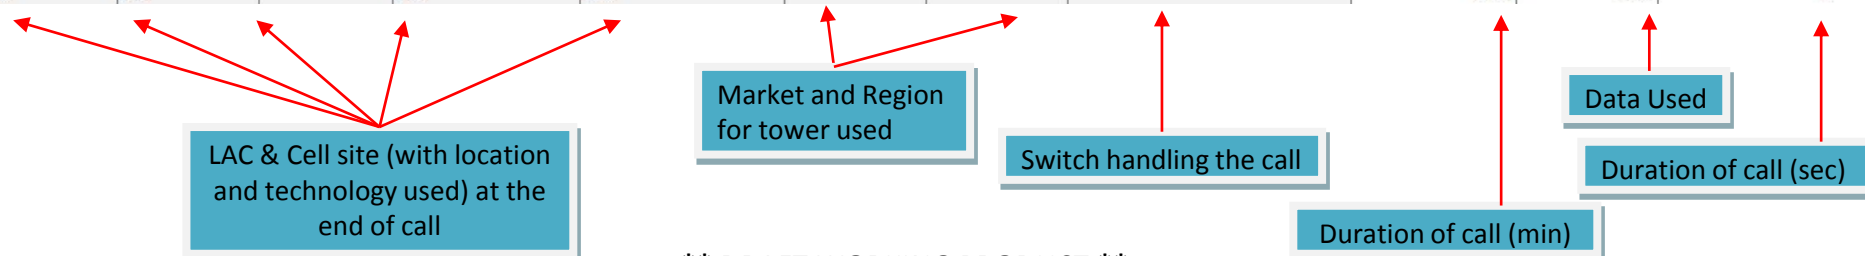 Market and Region
for tower used
Data Used
LAC & Cell site (with location
and technology used) at the
end of call
Switch handling the call
Duration of call (sec)
Duration of call (min)